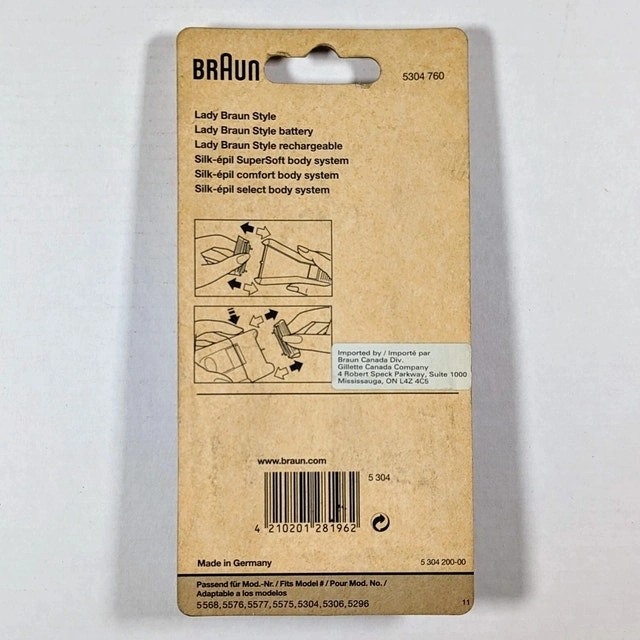 BRAUN
5304 760
Lady Braun Style
Lady Braun Style battery
Lady Braun Style rechargeable
Silk-épil SuperSoft body system
Silk-épil comfort body system
Silk-épil select body system
Imported by / Importé par
Braun Canada Div.
Gillette Canada Company
4 Robert Speck Parkway, Suite 1000
Mississauga, ON L4Z 4C5
www.braun.com
5 304
4 210201 281962
Made in Germany
5 304 200-00
Passend für Mod.-Nr. / Fits Model # / Pour Mod. No. /
Adaptable a los modelos
5568, 5576, 5577, 5575, 5304, 5306, 5296
11